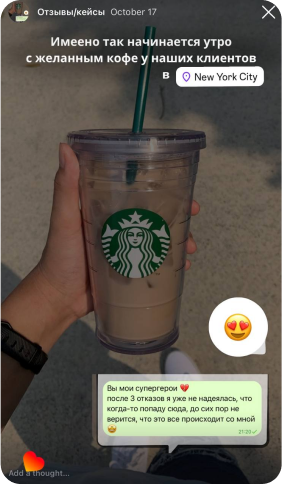 Отзывы/кейсы October 17
Имеено так начинается утро
с желанным кофе у наших клиентов
в New York City
Вы мои супергерои 💔
после 3 отказов я уже не надеялась, что
когда-то попаду сюда, до сих пор не
верится, что это все происходит со мной
😍
21:20
Add a thought...